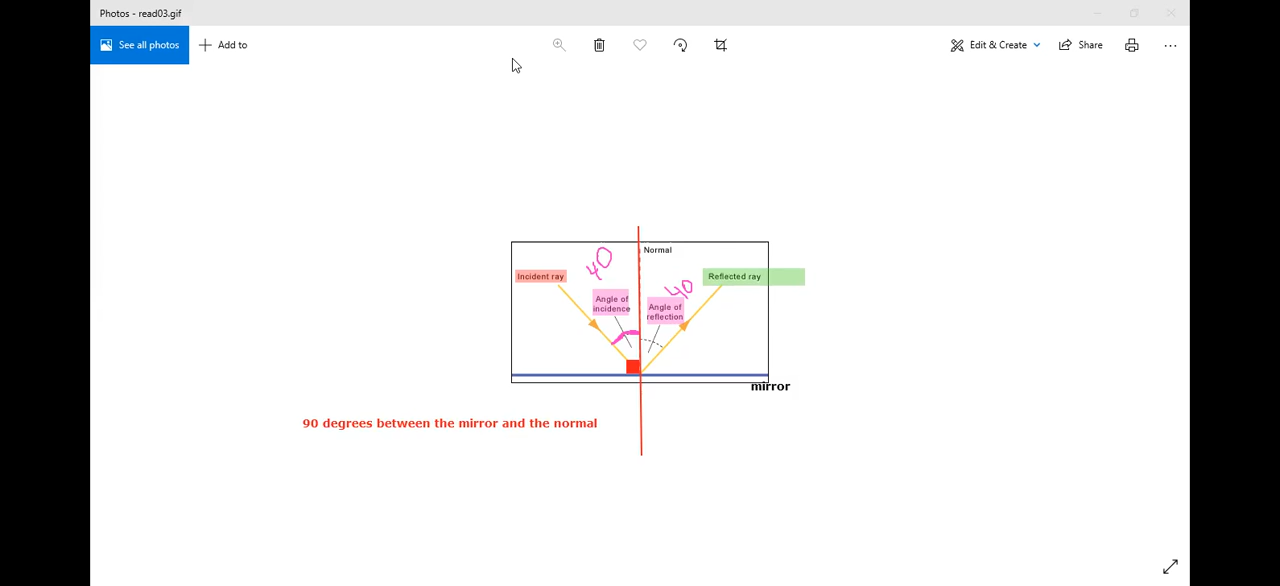 Photos - read03.gif
See all photos
Add to
Edit & Create
Share
Normal
40
Incident ray
Reflected ray
40
Angle of
incidence
Angle of
reflection
mirror
90 degrees between the mirror and the normal